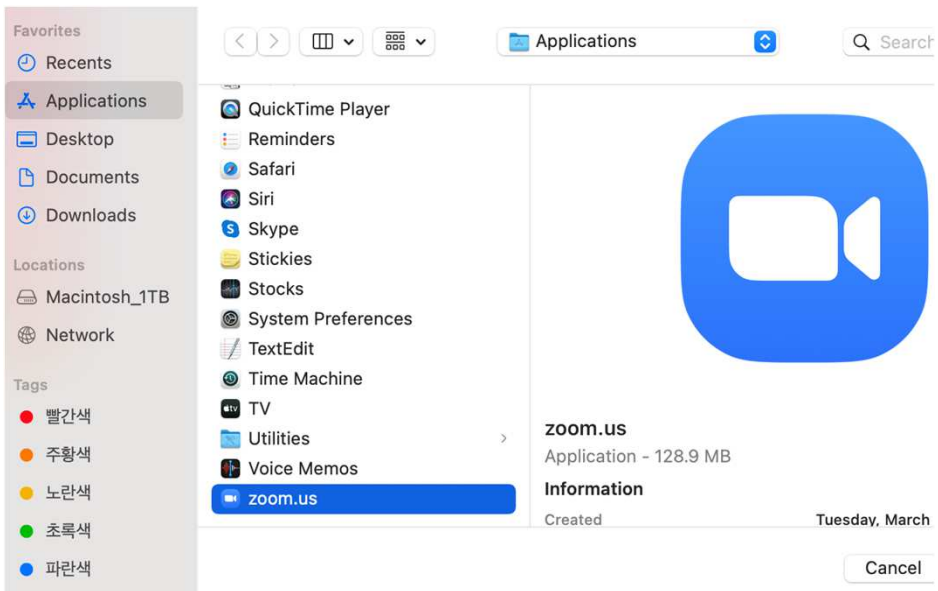 Favorites
Recents
Applications
Desktop
Documents
Downloads
Locations
Macintosh_1TB
Network
Tags
빨간색
주황색
노란색
초록색
파란색
Applications
Search
QuickTime Player
Reminders
Safari
Siri
Skype
Stickies
Stocks
System Preferences
TextEdit
Time Machine
TV
Utilities
Voice Memos
zoom.us
zoom.us
Application - 128.9 MB
Information
Created Tuesday, March
Cancel